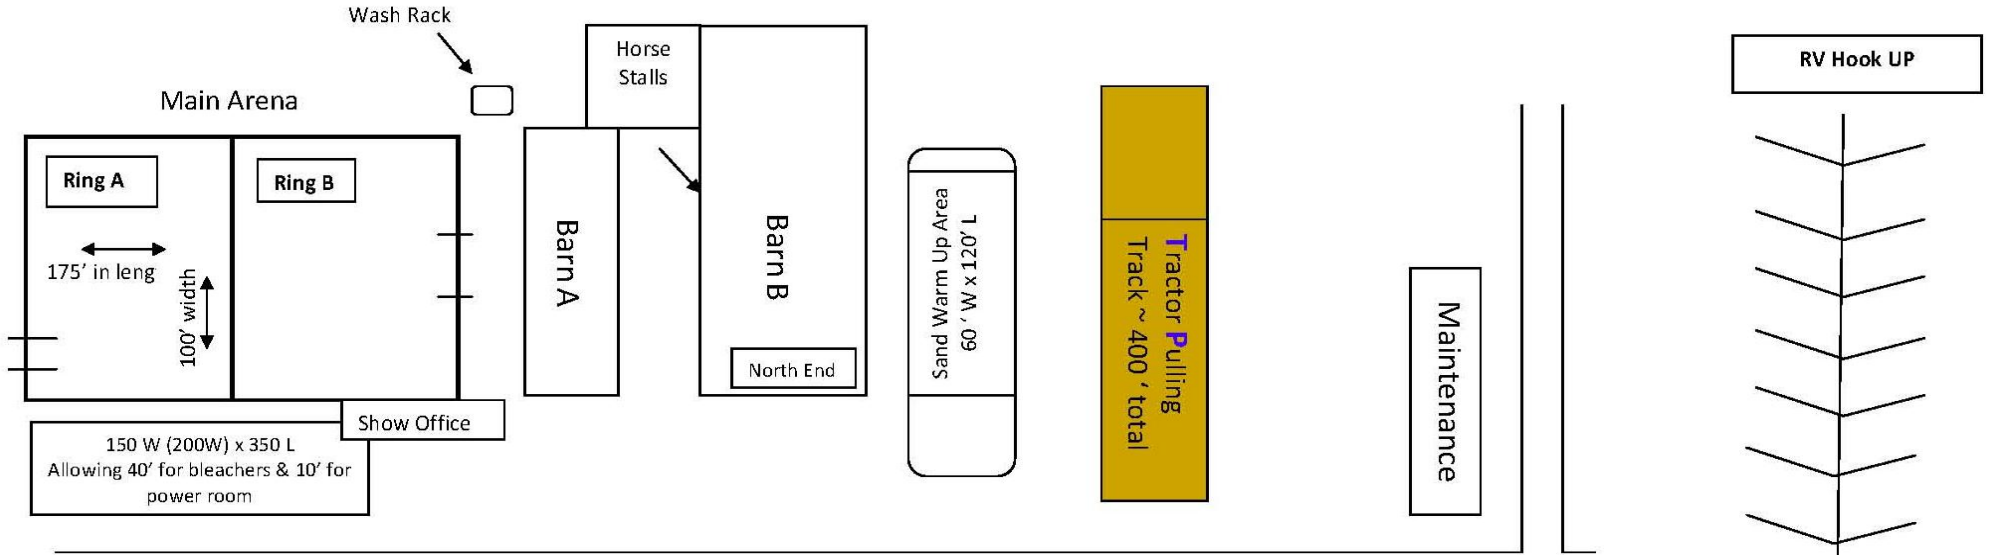 Wash Rack
Main Arena
Ring A
Ring B
175’ in leng
100’ width
Show Office
150 W (200W) x 350 L
Allowing 40’ for bleachers & 10’ for
power room
Horse
Stalls
Barn A
Barn B
North End
Sand Warm Up Area
60 ‘ W x 120’ L
Tractor Pulling
Track ~ 400 ‘ total
Maintenance
RV Hook UP